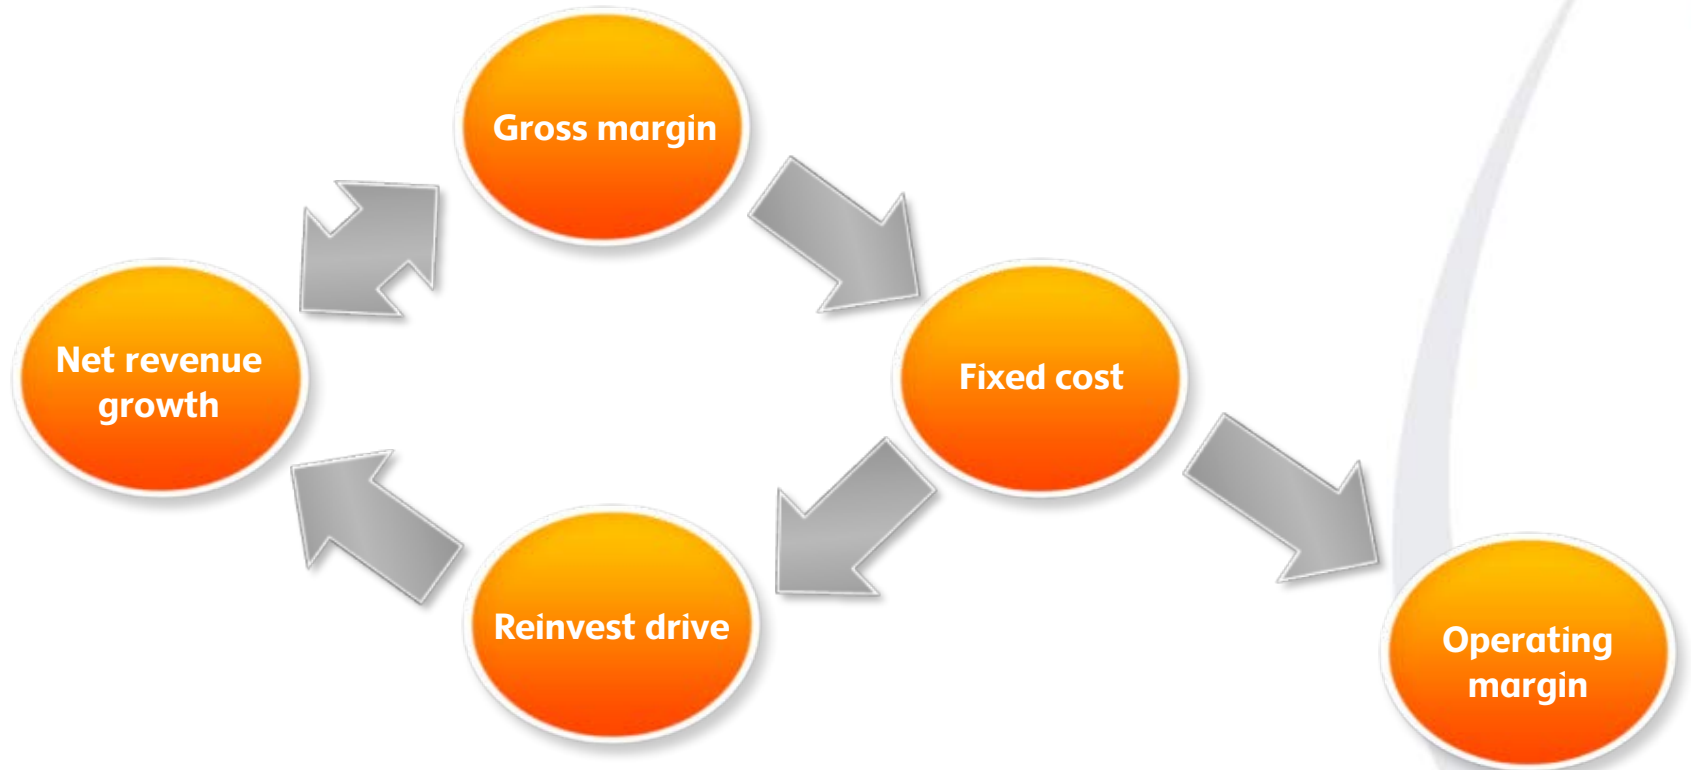 Gross margin
Net revenue
growth
Fixed cost
Reinvest drive
Operating
margin